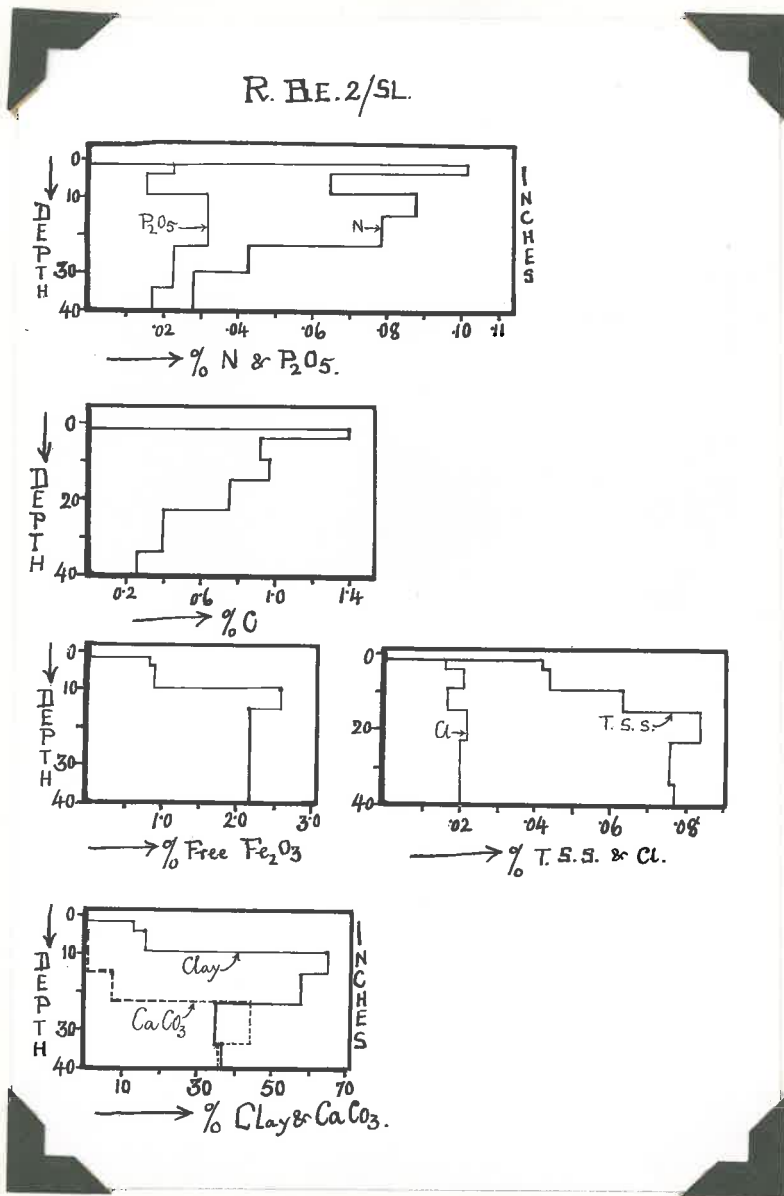 R. BE.2/SL.
DEPTH
0
10
30
40
P₂O₅
N
INCHES
.02 .04 .06 .08 .10 .11
% N & P₂O₅.
DEPTH
0
20
40
0.2 0.6 1.0 1.4
% C
DEPTH
0
10
30
40
1.0 2.0 3.0
% Free Fe₂O₃
0
20
40
Cl
T.S.S.
.02 .04 .06 .08
% T.S.S. & Cl.
DEPTH
0
10
30
40
Clay
CaCO₃
INCHES
10 30 50 70
% Clay & CaCO₃.